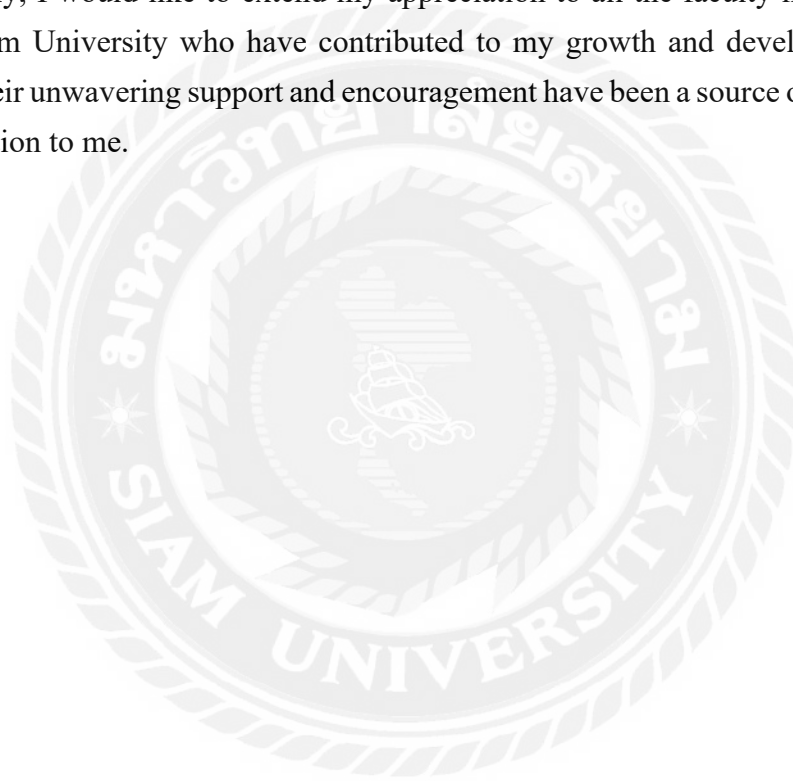 y, I would like to extend my appreciation to all the faculty
m University who have contributed to my growth and devel
eir unwavering support and encouragement have been a source o
ion to me.
มหาวิทยาลัยสยาม
SIAM UNIVERSITY